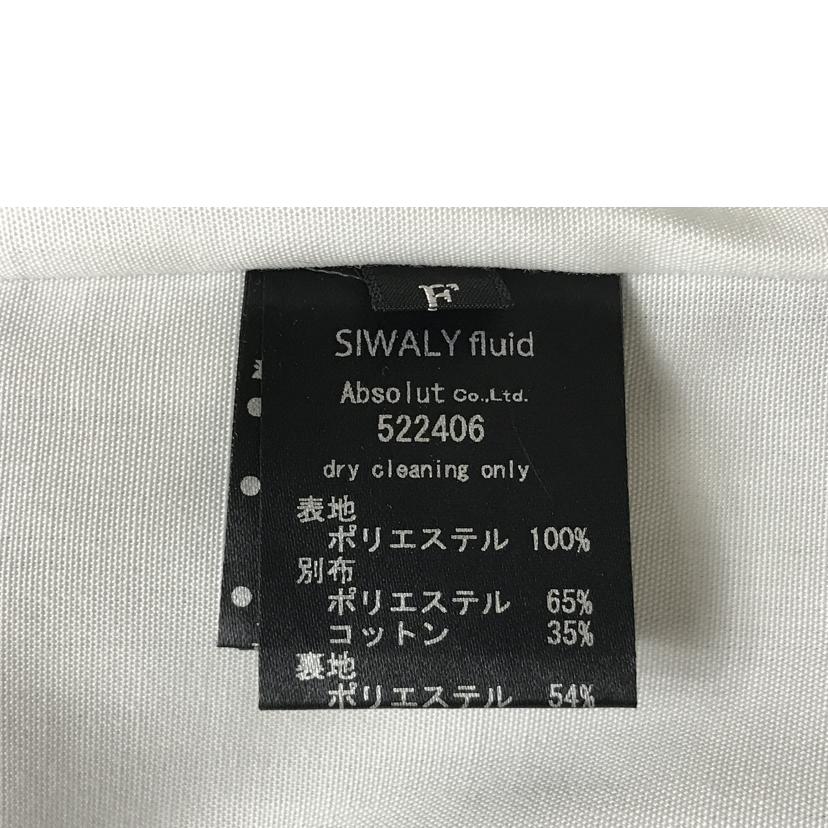 F
SIWALY fluid
Absolut Co.,Ltd.
522406
dry cleaning only
表地
ポリエステル 100%
別布
ポリエステル 65%
コットン 35%
裏地
ポリエステル 54%